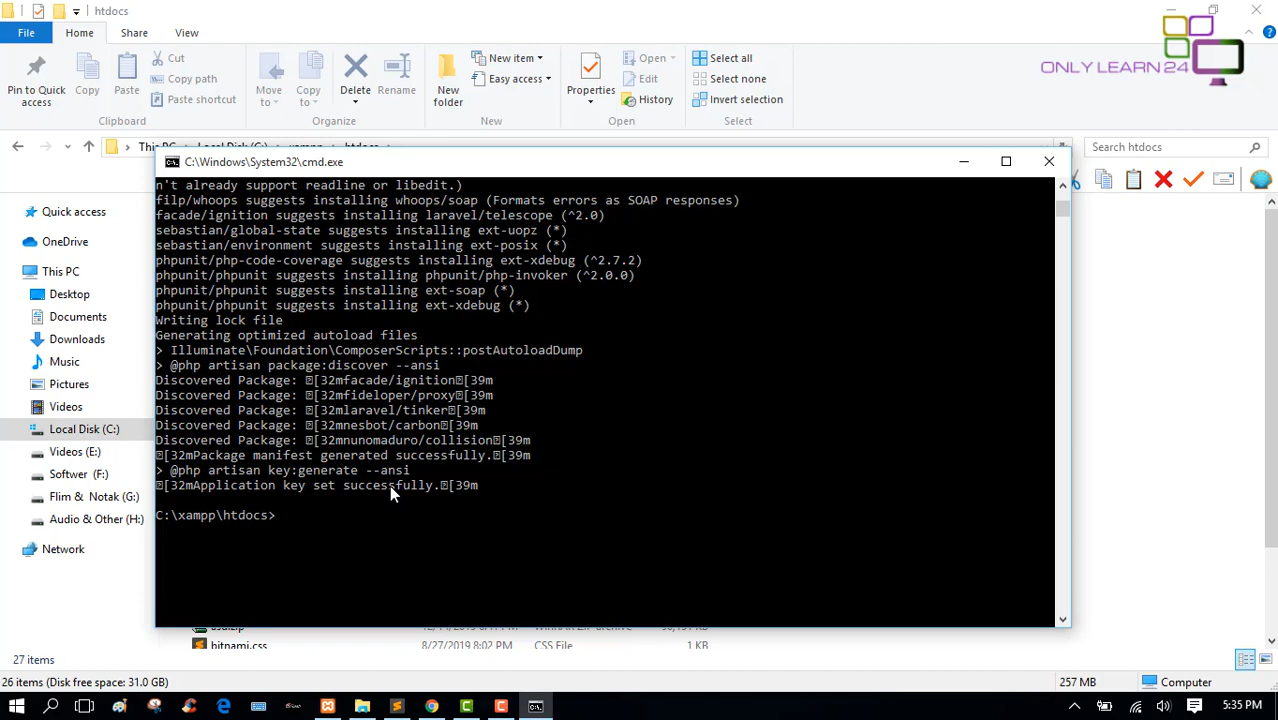 htdocs
File
Home
Share
View
Pin to Quick access
Copy
Paste
Cut
Copy path
Paste shortcut
Clipboard
Move to
Copy to
Delete
Rename
Organize
New folder
New item
Easy access
New
Properties
Open
Edit
History
Open
Select all
Select none
Invert selection
Select
ONLY LEARN 24
Search htdocs
Quick access
OneDrive
This PC
Desktop
Documents
Downloads
Music
Pictures
Videos
Local Disk (C:)
Videos (E:)
Softwer (F:)
Flim & Notak (G:)
Audio & Other (H:)
Network
C:\Windows\System32\cmd.exe
n't already support readline or libedit.)
filp/whoops suggests installing whoops/soap (Formats errors as SOAP responses)
facade/ignition suggests installing laravel/telescope (^2.0)
sebastian/global-state suggests installing ext-uopz (*)
sebastian/environment suggests installing ext-posix (*)
phpunit/php-code-coverage suggests installing ext-xdebug (^2.7.2)
phpunit/phpunit suggests installing phpunit/php-invoker (^2.0.0)
phpunit/phpunit suggests installing ext-soap (*)
phpunit/phpunit suggests installing ext-xdebug (*)
Writing lock file
Generating optimized autoload files
> Illuminate\Foundation\ComposerScripts::postAutoloadDump
> @php artisan package:discover --ansi
Discovered Package: [32mfacade/ignition[39m
Discovered Package: [32mfideloper/proxy[39m
Discovered Package: [32mlaravel/tinker[39m
Discovered Package: [32mnesbot/carbon[39m
Discovered Package: [32mnunomaduro/collision[39m
[32mPackage manifest generated successfully.[39m
> @php artisan key:generate --ansi
[32mApplication key set successfully.[39m
C:\xampp\htdocs>
bitnami.css 8/27/2019 8:02 PM CSS File 1 KB
27 items
26 items (Disk free space: 31.0 GB)
257 MB
Computer
5:35 PM